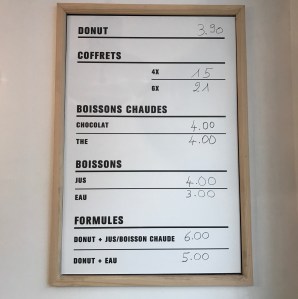 DONUT 3.90
COFFRETS
4X 15
6X 21
BOISSONS CHAUDES
CHOCOLAT 4.00
THE 4.00
BOISSONS
JUS 4.00
EAU 3.00
FORMULES
DONUT + JUS/BOISSON CHAUDE 6.00
DONUT + EAU 5.00